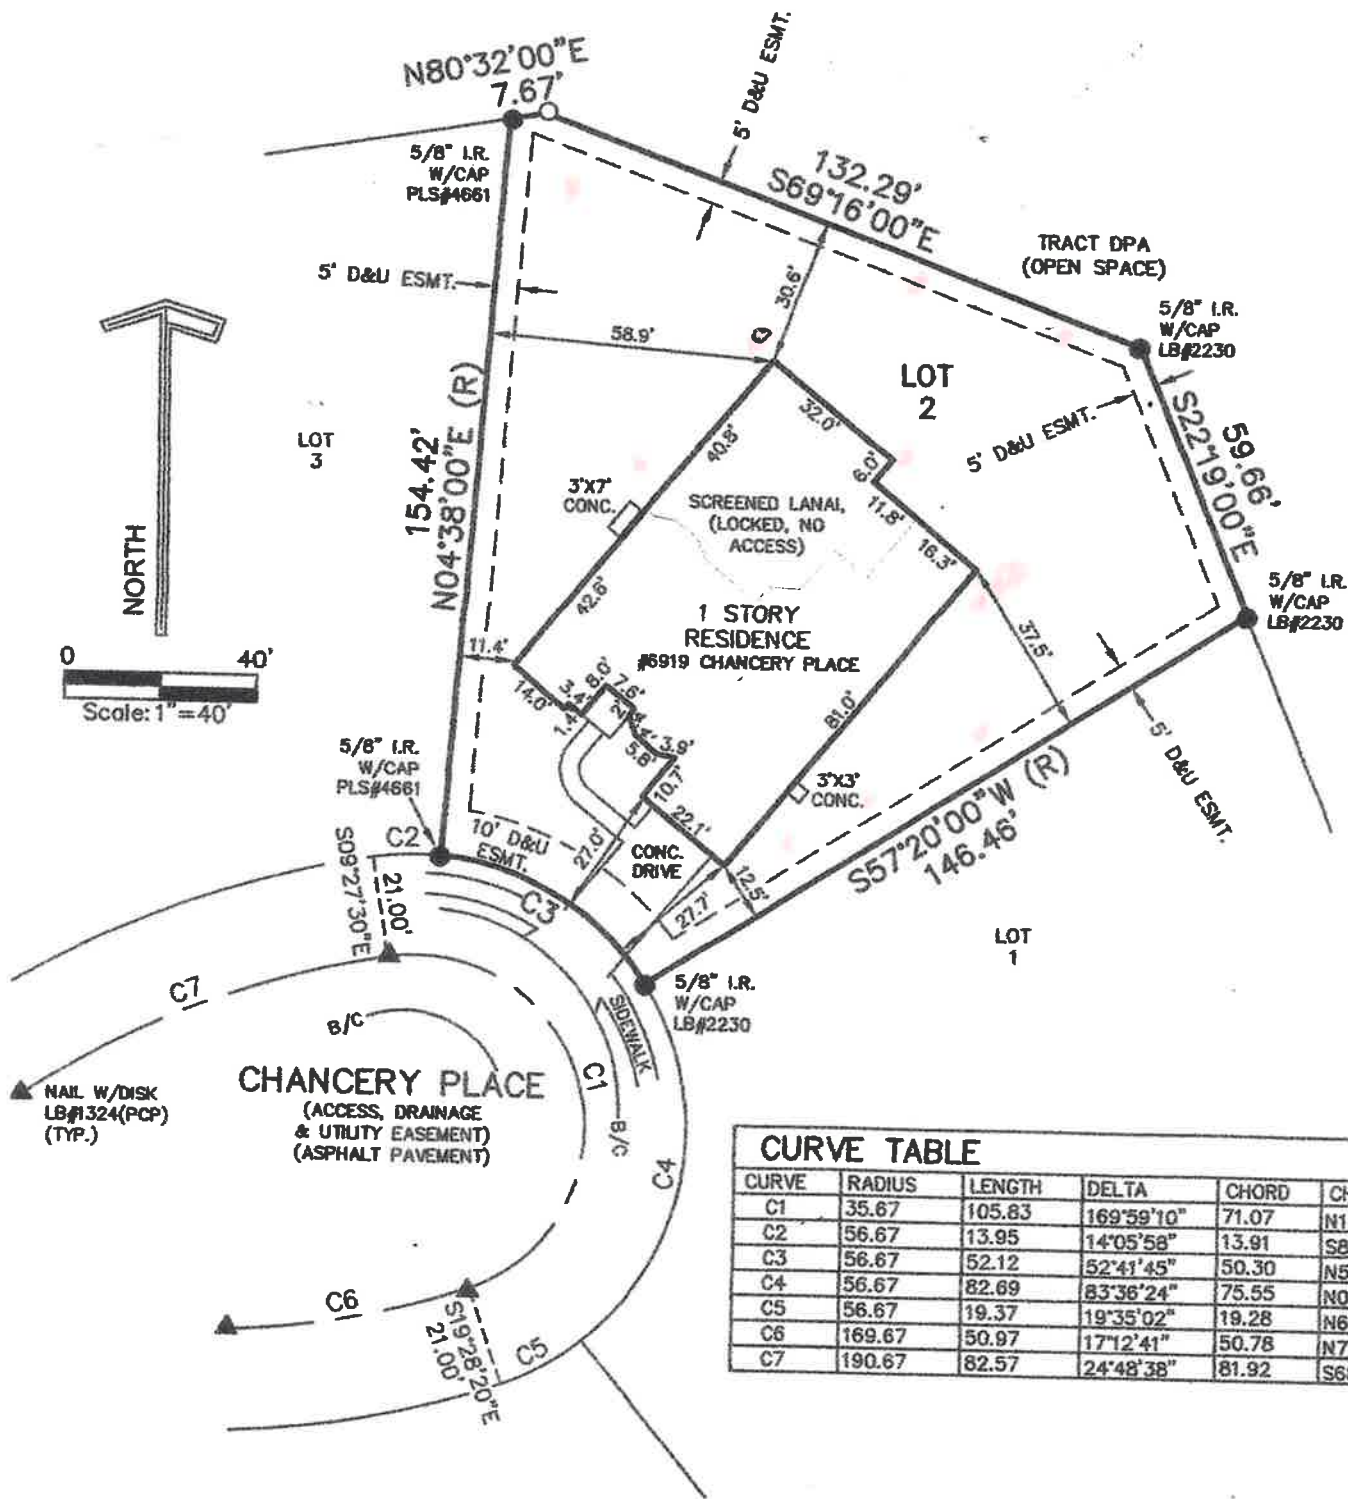 N80°32'00"E
7.67'
5' D&U ESMT.
5/8" I.R.
W/CAP
PLS#4661
132.29'
S69°16'00"E
TRACT DPA
(OPEN SPACE)
5/8" I.R.
W/CAP
LB#2230
5' D&U ESMT.
30.6'
58.9'
LOT
2
5' D&U ESMT.
59.66'
S22°19'00"E
LOT
3
154.42'
N04°38'00"E (R)
32.0'
40.8'
6.0'
11.8'
16.3'
3'X7'
CONC.
SCREENED LANAI,
(LOCKED, NO
ACCESS)
NORTH
42.6'
1 STORY
RESIDENCE
#6919 CHANCERY PLACE
37.5'
5/8" I.R.
W/CAP
LB#2230
0 40'
Scale: 1"=40'
11.4'
14.0'
3.4'
1.4'
8.0'
7.6'
5.8'
3.9'
10.7'
81.0'
22.1'
3'X3'
CONC.
5' D&U ESMT.
5/8" I.R.
W/CAP
PLS#4661
S57°20'00"W (R)
146.46'
C2
10' D&U
ESMT.
27.6'
CONC.
DRIVE
12.5'
27.7'
S09°27'30"E
21.00'
C3
LOT
1
5/8" I.R.
W/CAP
LB#2230
SIDEWALK
C7
B/C
C1
CHANCERY PLACE
(ACCESS, DRAINAGE
& UTILITY EASEMENT)
(ASPHALT PAVEMENT)
NAIL W/DISK
LB#1324(PCP)
(TYP.)
B/C
C4
C6
S19°28'20"E
21.00'
C5
CURVE TABLE
CURVE RADIUS LENGTH DELTA CHORD CH
C1 35.67 105.83 169°59'10" 71.07 N1
C2 56.67 13.95 14°05'58" 13.91 S8
C3 56.67 52.12 52°41'45" 50.30 N5
C4 56.67 82.69 83°36'24" 75.55 N0
C5 56.67 19.37 19°35'02" 19.28 N6
C6 169.67 50.97 17°12'41" 50.78 N7
C7 190.67 82.57 24°48'38" 81.92 S6